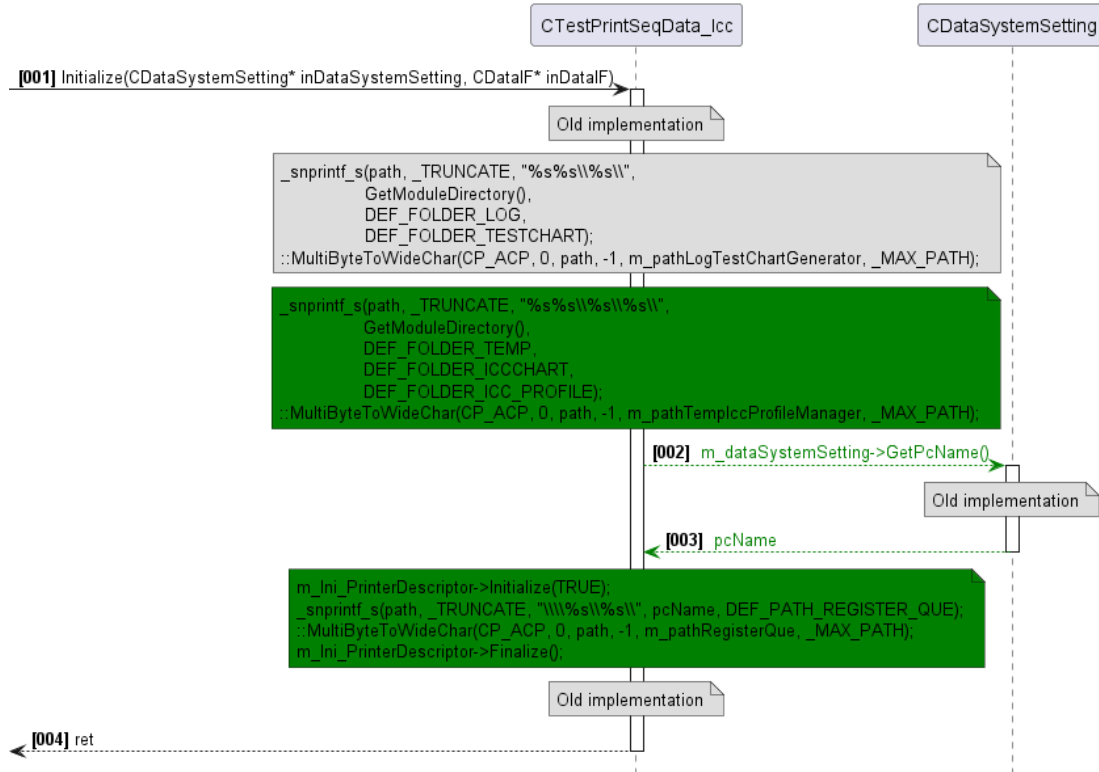 CTestPrintSeqData_Icc
CDataSystemSetting
[001] Initialize(CDataSystemSetting* inDataSystemSetting, CDataIF* inDataIF)
Old implementation
_snprintf_s(path, _TRUNCATE, "%s%s\\%s\\",
GetModuleDirectory(),
DEF_FOLDER_LOG,
DEF_FOLDER_TESTCHART);
::MultiByteToWideChar(CP_ACP, 0, path, -1, m_pathLogTestChartGenerator, _MAX_PATH);
_snprintf_s(path, _TRUNCATE, "%s%s\\%s\\%s\\",
GetModuleDirectory(),
DEF_FOLDER_TEMP,
DEF_FOLDER_ICCCHART,
DEF_FOLDER_ICC_PROFILE);
::MultiByteToWideChar(CP_ACP, 0, path, -1, m_pathTempIccProfileManager, _MAX_PATH);
[002] m_dataSystemSetting->GetPcName()
Old implementation
[003] pcName
m_Ini_PrinterDescriptor->Initialize(TRUE);
_snprintf_s(path, _TRUNCATE, "\\\\%s\\%s\\", pcName, DEF_PATH_REGISTER_QUE);
::MultiByteToWideChar(CP_ACP, 0, path, -1, m_pathRegisterQue, _MAX_PATH);
m_Ini_PrinterDescriptor->Finalize();
Old implementation
[004] ret